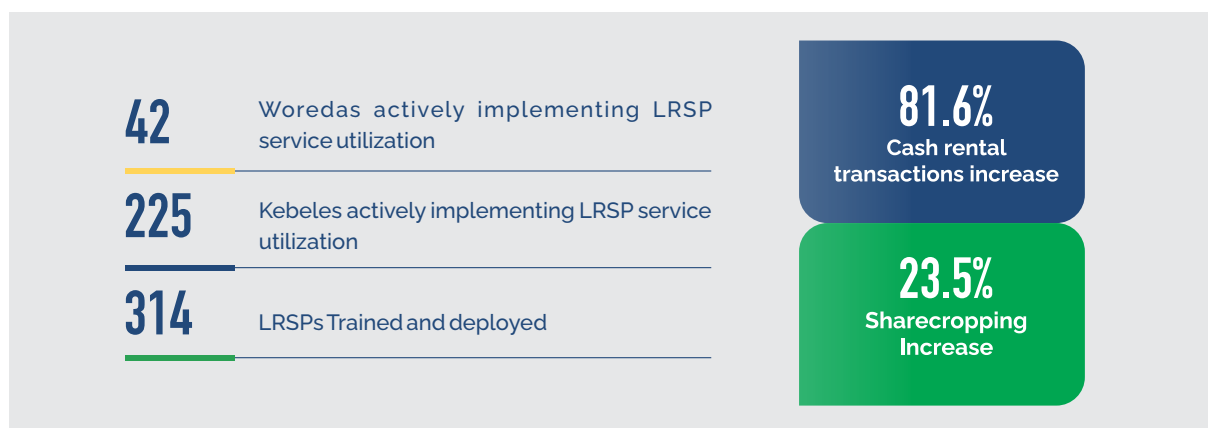 42
Woredas actively implementing LRSP
service utilization
225
Kebeles actively implementing LRSP service
utilization
314
LRSPs Trained and deployed
81.6%
Cash rental
transactions increase
23.5%
Sharecropping
Increase